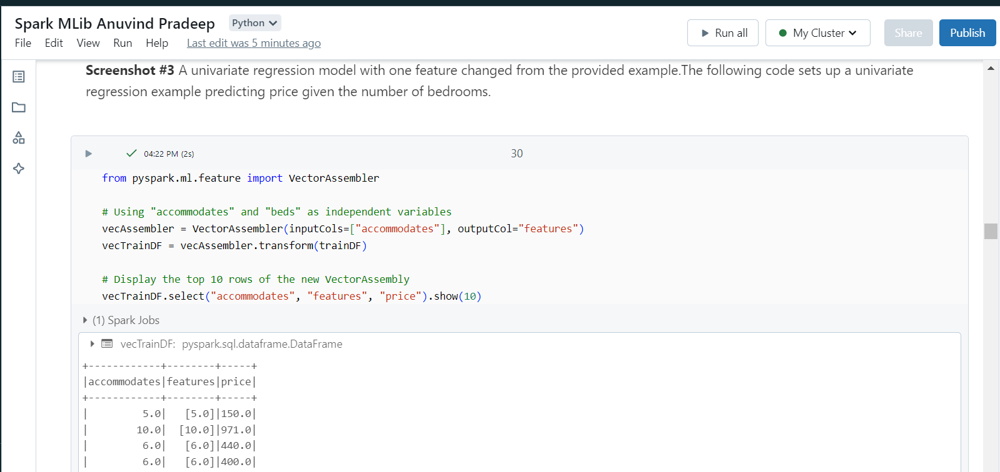 Spark MLib Anuvind Pradeep Python
File Edit View Run Help Last edit was 5 minutes ago
Run all My Cluster Share Publish
Screenshot #3 A univariate regression model with one feature changed from the provided example.The following code sets up a univariate
regression example predicting price given the number of bedrooms.
04:22 PM (2s) 30
from pyspark.ml.feature import VectorAssembler
# Using "accommodates" and "beds" as independent variables
vecAssembler = VectorAssembler(inputCols=["accommodates"], outputCol="features")
vecTrainDF = vecAssembler.transform(trainDF)
# Display the top 10 rows of the new VectorAssembly
vecTrainDF.select("accommodates", "features", "price").show(10)
(1) Spark Jobs
vecTrainDF: pyspark.sql.dataframe.DataFrame
+------------+--------+-----+
|accommodates|features|price|
+------------+--------+-----+
|         5.0|   [5.0]|150.0|
|        10.0|  [10.0]|971.0|
|         6.0|   [6.0]|440.0|
|         6.0|   [6.0]|400.0|